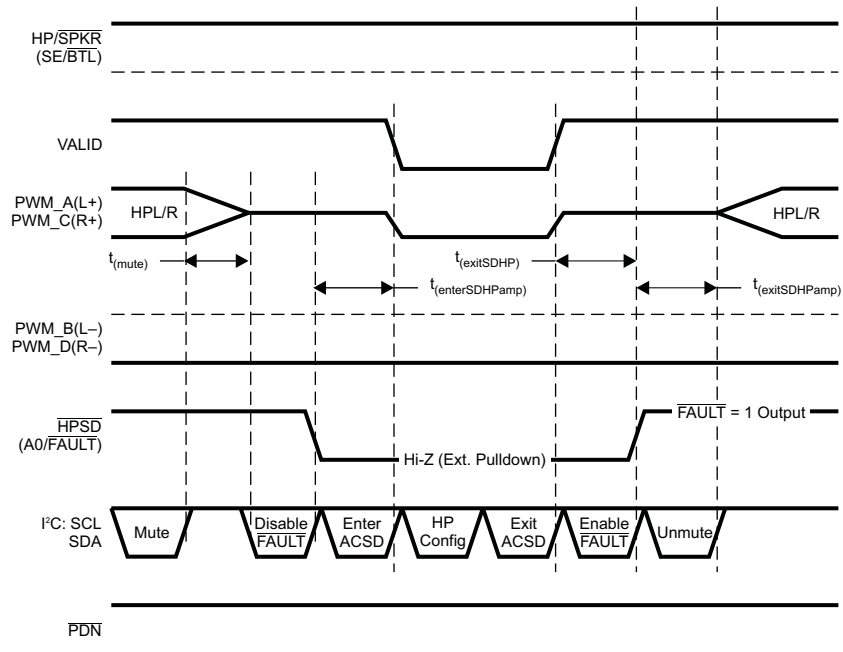 HP/SPKR
(SE/BTL)
VALID
PWM_A(L+)
PWM_C(R+)
HPL/R
HPL/R
t(mute)
t(exitSDHP)
t(enterSDHPamp)
t(exitSDHPamp)
PWM_B(L–)
PWM_D(R–)
HPSD
(A0/FAULT)
FAULT = 1 Output
Hi-Z (Ext. Pulldown)
I²C: SCL
SDA
Mute
Disable
FAULT
Enter
ACSD
HP
Config
Exit
ACSD
Enable
FAULT
Unmute
PDN